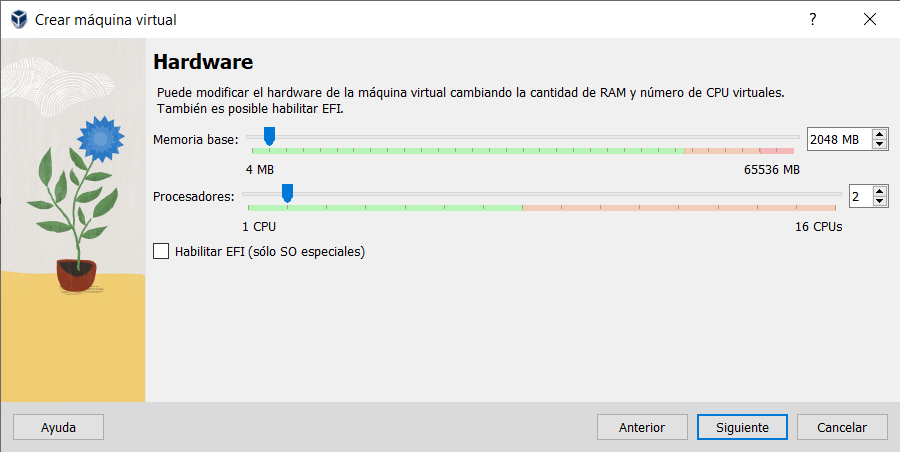 Crear máquina virtual
?
Hardware
Puede modificar el hardware de la máquina virtual cambiando la cantidad de RAM y número de CPU virtuales.
También es posible habilitar EFI.
Memoria base:
2048 MB
4 MB
65536 MB
Procesadores:
2
1 CPU
16 CPUs
Habilitar EFI (sólo SO especiales)
Ayuda
Anterior
Siguiente
Cancelar